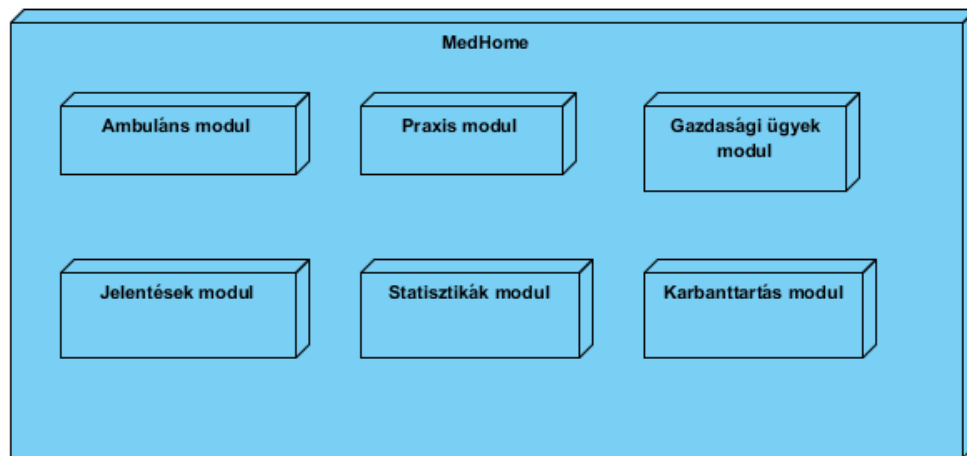 MedHome
Ambuláns modul
Praxis modul
Gazdasági ügyek
modul
Jelentések modul
Statisztikák modul
Karbanttartás modul